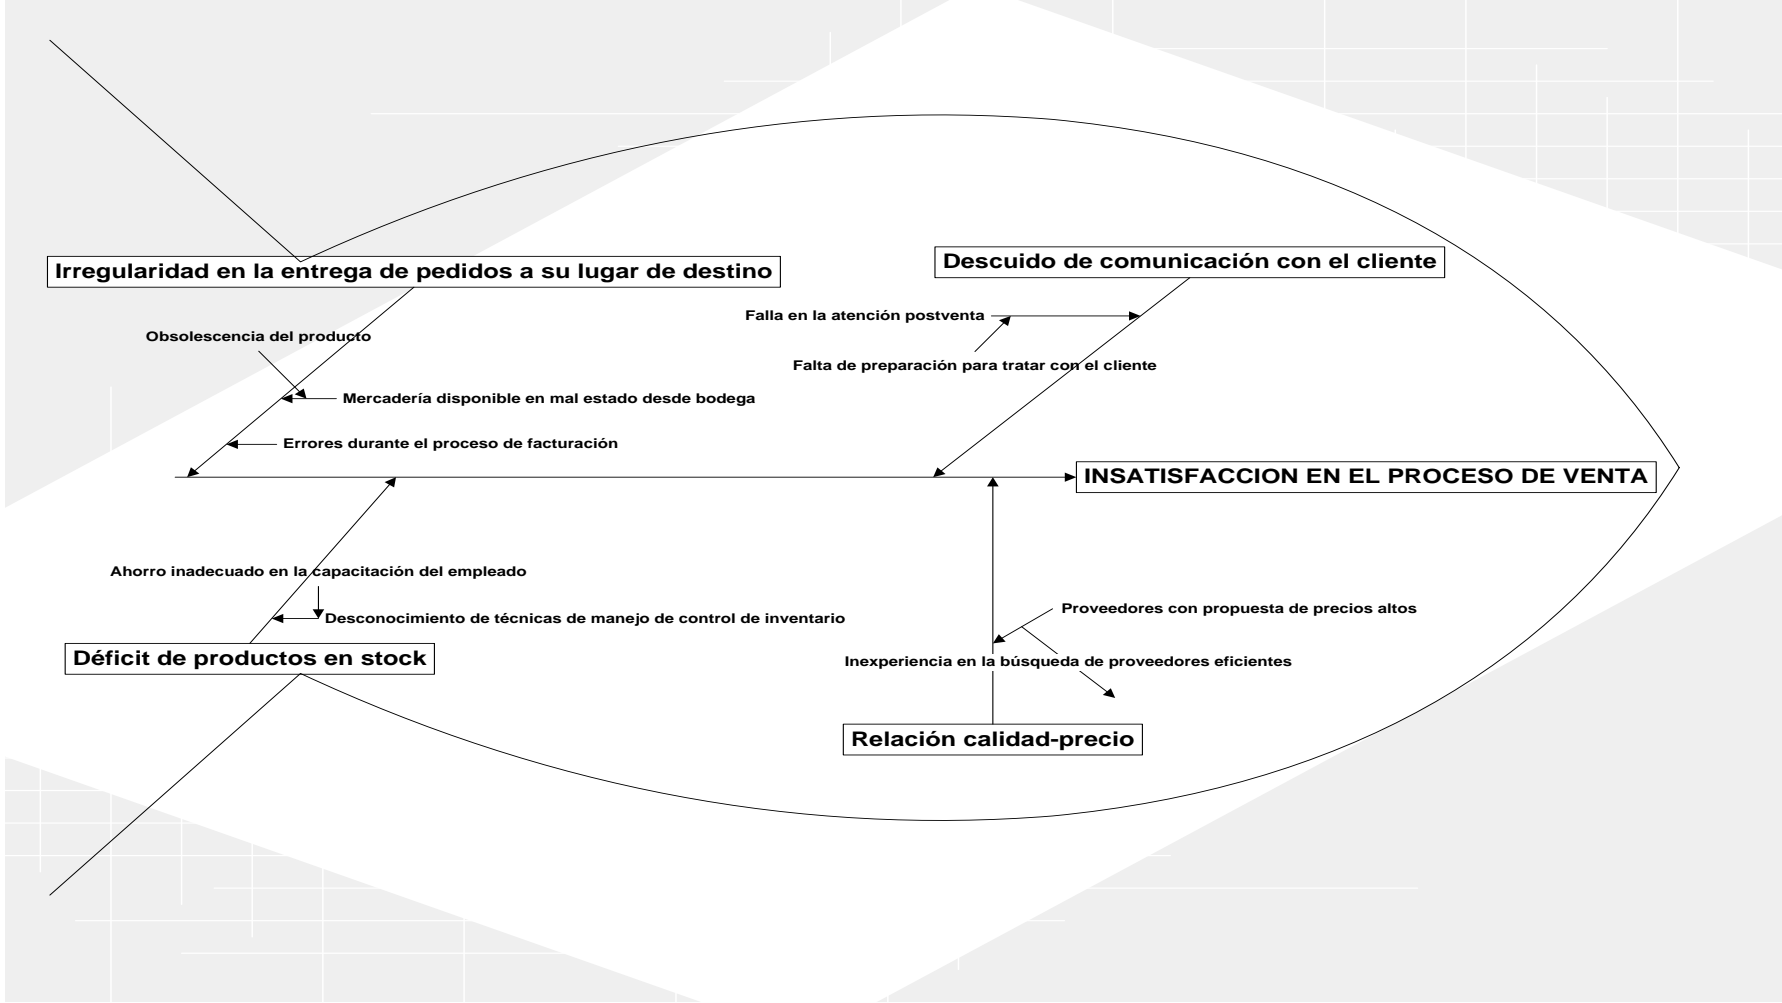 Irregularidad en la entrega de pedidos a su lugar de destino
Descuido de comunicación con el cliente
Falla en la atención postventa
Obsolescencia del producto
Falta de preparación para tratar con el cliente
Mercadería disponible en mal estado desde bodega
Errores durante el proceso de facturación
INSATISFACCION EN EL PROCESO DE VENTA
Ahorro inadecuado en la capacitación del empleado
Desconocimiento de técnicas de manejo de control de inventario
Proveedores con propuesta de precios altos
Déficit de productos en stock
Inexperiencia en la búsqueda de proveedores eficientes
Relación calidad-precio